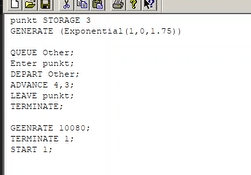 punkt STORAGE 3
GENERATE (Exponential(1,0,1.75))
QUEUE Other;
Enter punkt;
DEPART Other;
ADVANCE 4,3;
LEAVE punkt;
TERMINATE;
GEENRATE 10080;
TERMINATE 1;
START 1;